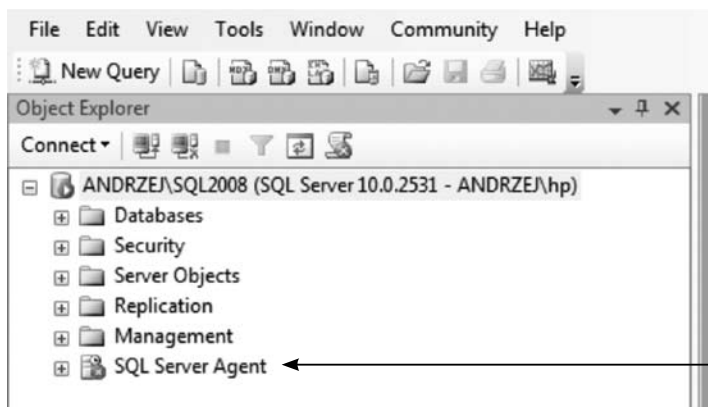 File Edit View Tools Window Community Help
New Query
Object Explorer
Connect
ANDRZEJ\SQL2008 (SQL Server 10.0.2531 - ANDRZEJ\hp)
Databases
Security
Server Objects
Replication
Management
SQL Server Agent